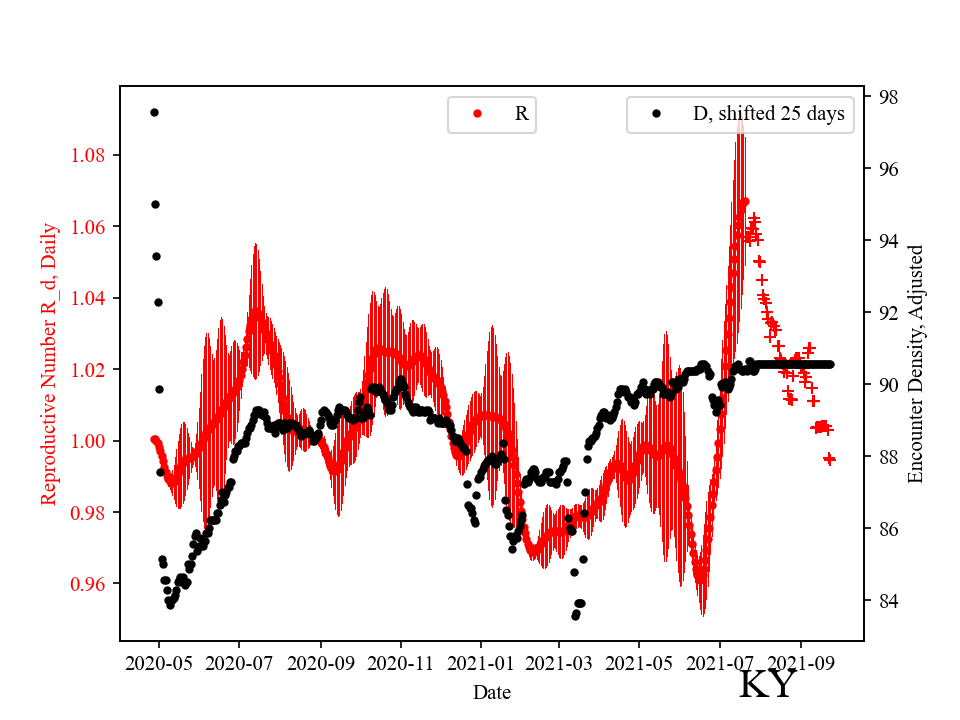 R
D, shifted 25 days
Reproductive Number R_d, Daily
1.08
1.06
1.04
1.02
1.00
0.98
0.96
98
96
94
92
90
88
86
84
Encounter Density, Adjusted
2020-05 2020-07 2020-09 2020-11 2021-01 2021-03 2021-05 2021-07 2021-09
Date
KY